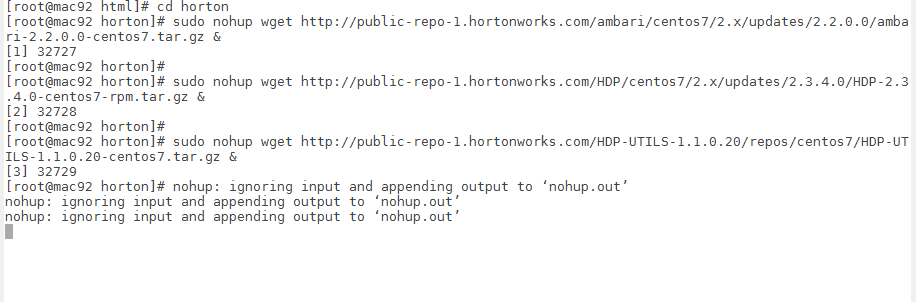 [root@mac92 html]# cd horton
[root@mac92 horton]# sudo nohup wget http://public-repo-1.hortonworks.com/ambari/centos7/2.x/updates/2.2.0.0/amba
ri-2.2.0.0-centos7.tar.gz &
[1] 32727
[root@mac92 horton]#
[root@mac92 horton]# sudo nohup wget http://public-repo-1.hortonworks.com/HDP/centos7/2.x/updates/2.3.4.0/HDP-2.3
.4.0-centos7-rpm.tar.gz &
[2] 32728
[root@mac92 horton]#
[root@mac92 horton]# sudo nohup wget http://public-repo-1.hortonworks.com/HDP-UTILS-1.1.0.20/repos/centos7/HDP-UT
ILS-1.1.0.20-centos7.tar.gz &
[3] 32729
[root@mac92 horton]# nohup: ignoring input and appending output to ‘nohup.out’
nohup: ignoring input and appending output to ‘nohup.out’
nohup: ignoring input and appending output to ‘nohup.out’